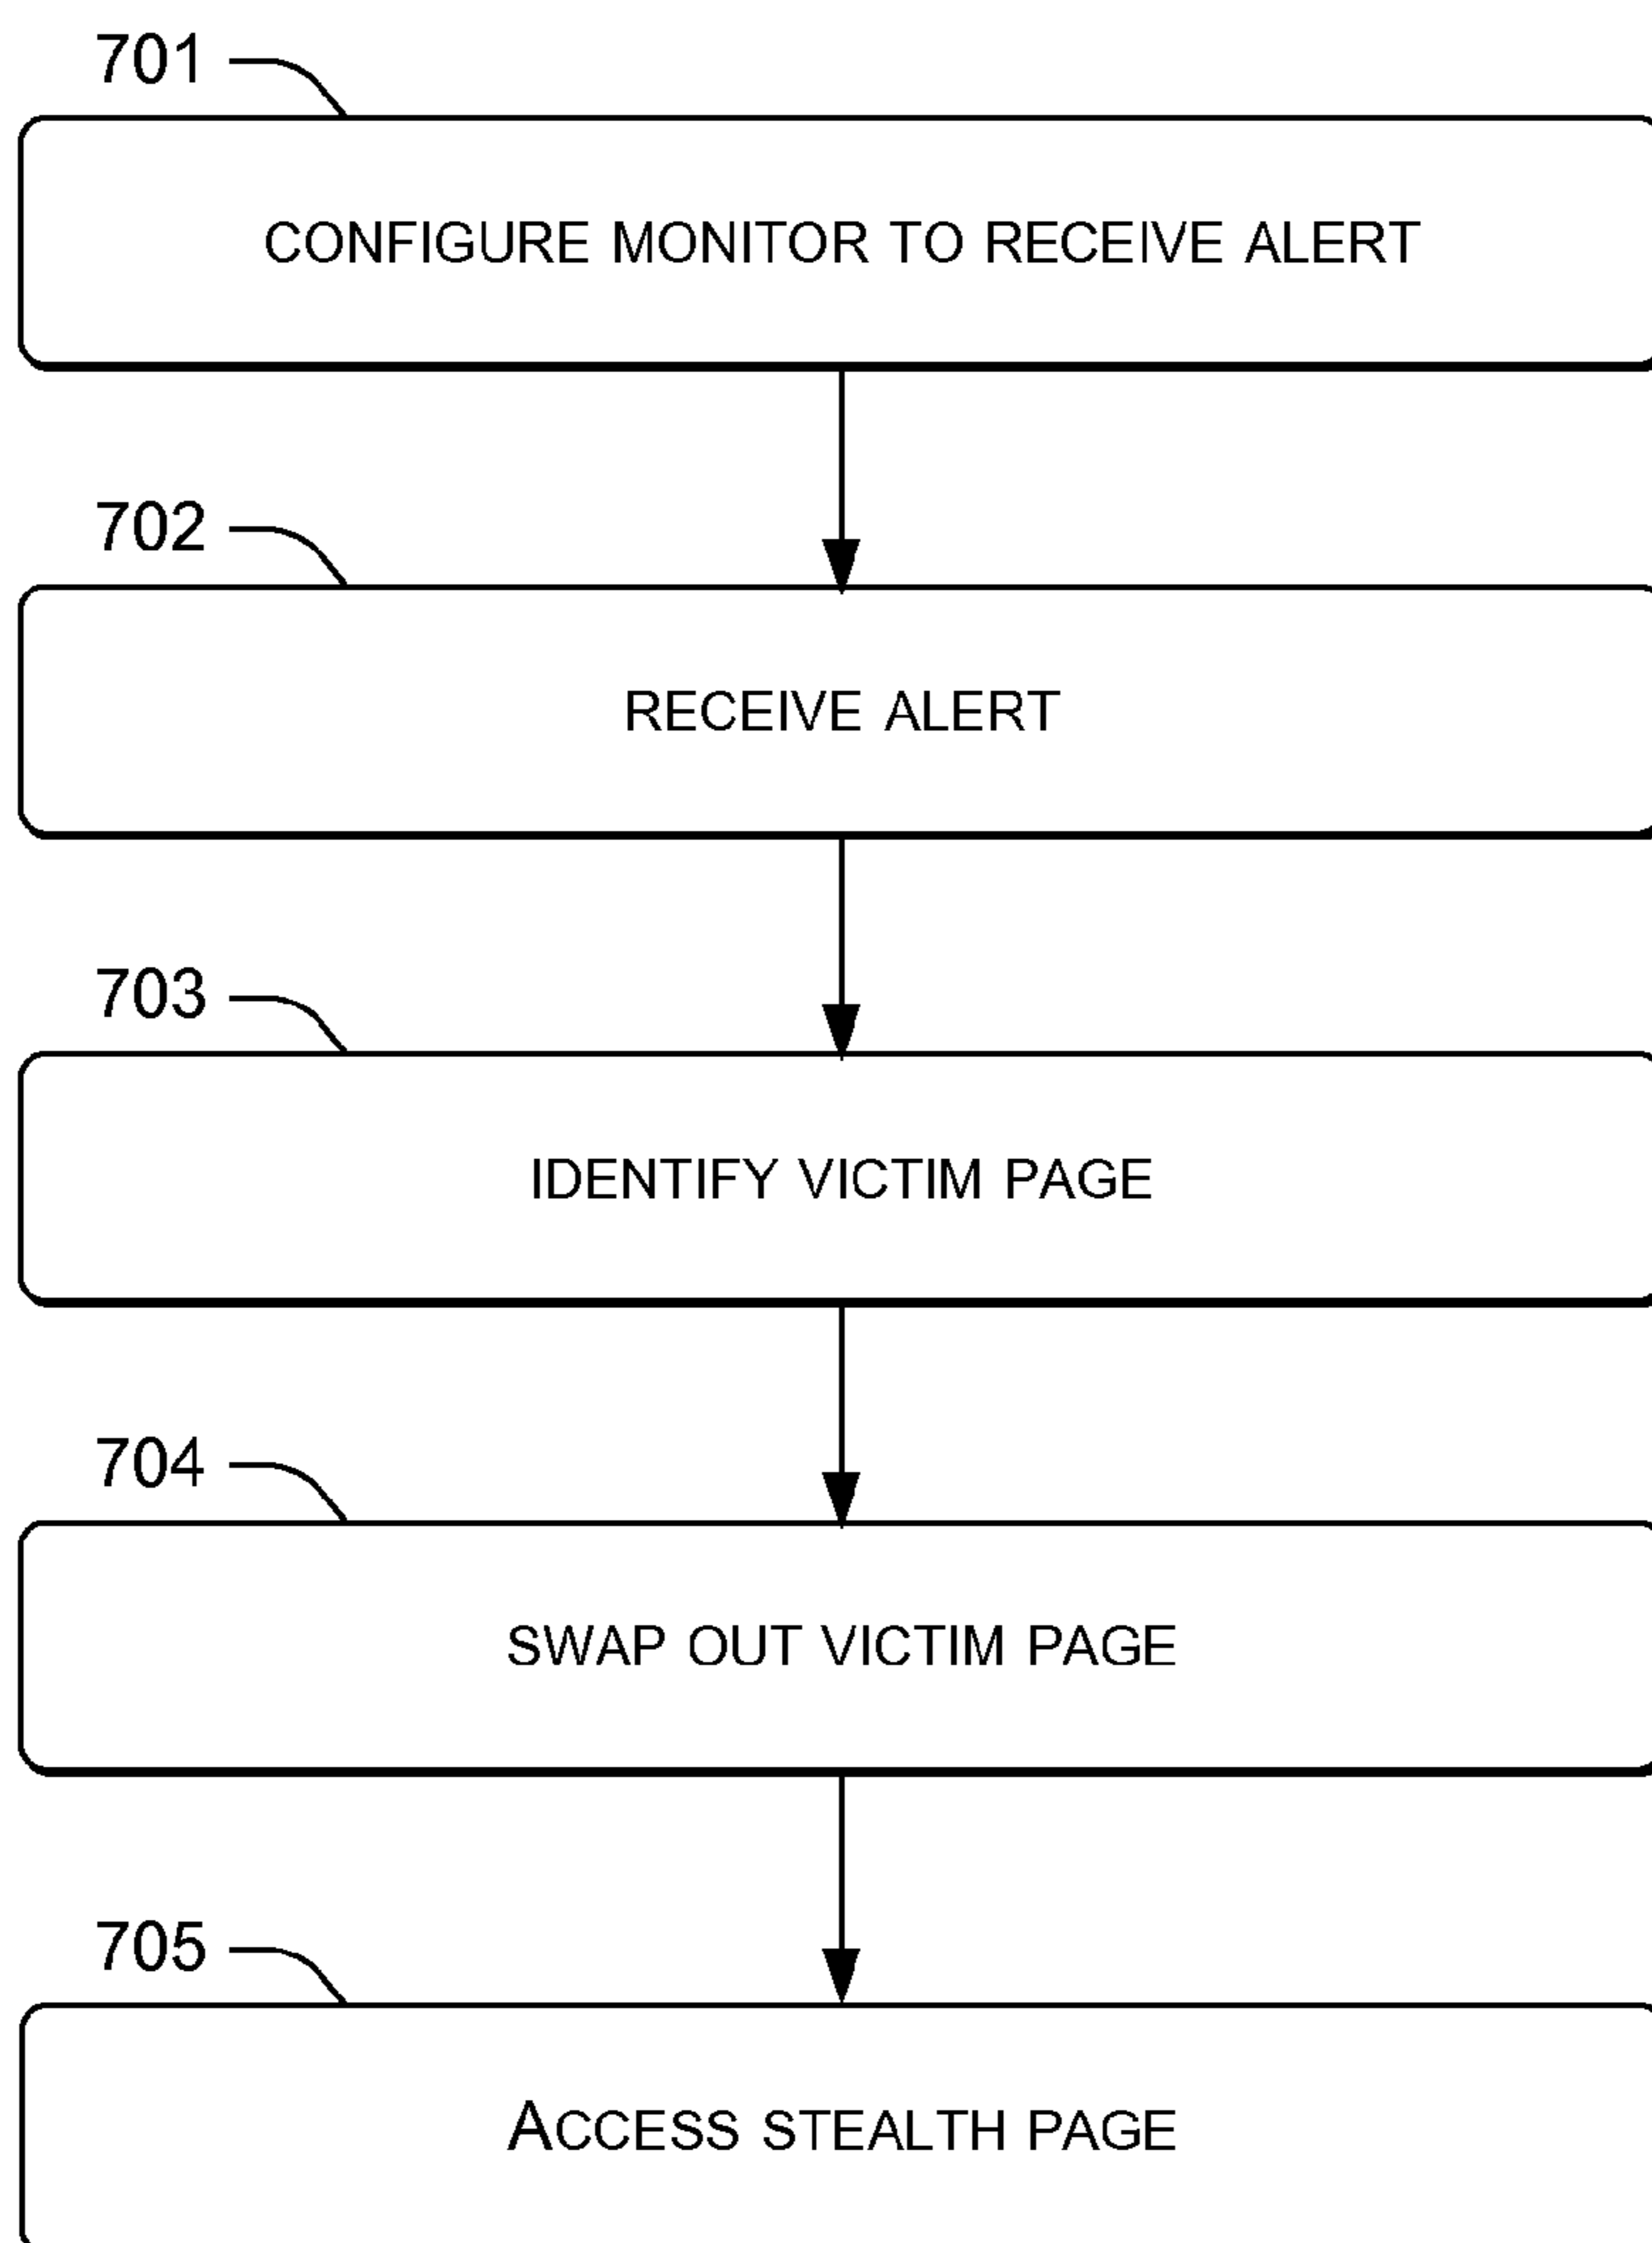 701
CONFIGURE MONITOR TO RECEIVE ALERT
702
RECEIVE ALERT
703
IDENTIFY VICTIM PAGE
704
SWAP OUT VICTIM PAGE
705
ACCESS STEALTH PAGE